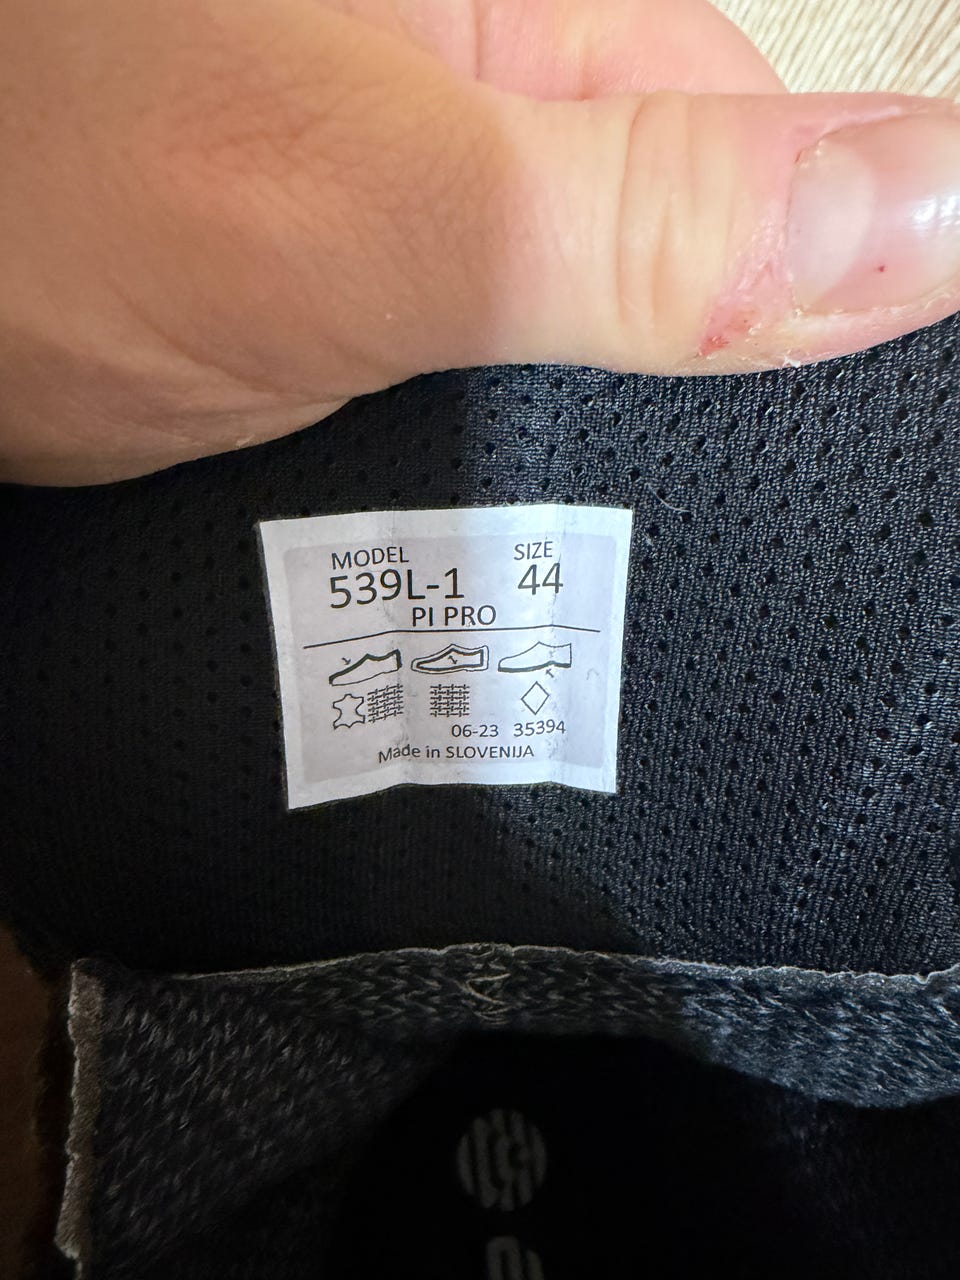 MODEL SIZE
539L-1 44
PI PRO
06-23 35394
Made in SLOVENIJA